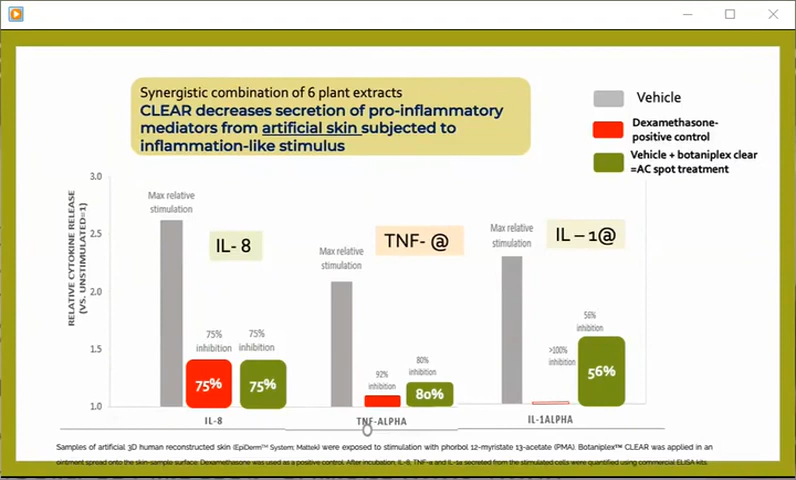 Synergistic combination of 6 plant extracts
CLEAR decreases secretion of pro-inflammatory
mediators from artificial skin subjected to
inflammation-like stimulus
Vehicle
Dexamethasone-
positive control
Vehicle + botaniplex clear
=AC spot treatment
RELATIVE CYTOKINE RELEASE
(VS. UNSTIMULATED=1)
3.0
2.5
2.0
1.5
1.0
Max relative
stimulation
IL- 8
75%
inhibition
75%
inhibition
75%
75%
IL-8
Max relative
stimulation
TNF- @
92%
inhibition
80%
inhibition
80%
TNF-ALPHA
Max relative
stimulation
IL – 1@
>100%
inhibition
56%
inhibition
56%
IL-1ALPHA
Samples of artificial 3D human reconstructed skin (EpiDerm™ System; Mattek) were exposed to stimulation with phorbol 12-myristate 13-acetate (PMA). Botaniplex™ CLEAR was applied in an
ointment spread onto the skin-sample surface. Dexamethasone was used as a positive control. After incubation, IL-8, TNF-α and IL-1α secreted from the stimulated cells were quantified using commercial ELISA kits.